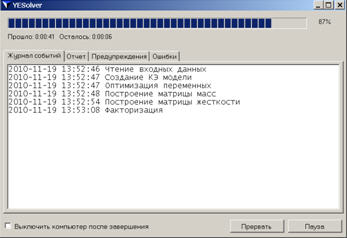 YESolver
87%
Прошло: 0:00:41 Осталось: 0:00:06
Журнал событий Отчет Предупреждения Ошибки
2010-11-19 13:52:46 Чтение входных данных
2010-11-19 13:52:47 Создание КЭ модели
2010-11-19 13:52:47 Оптимизация переменных
2010-11-19 13:52:48 Построение матрицы масс
2010-11-19 13:52:54 Построение матрицы жесткости
2010-11-19 13:53:08 Факторизация
Выключить компьютер после завершения Прервать Пауза